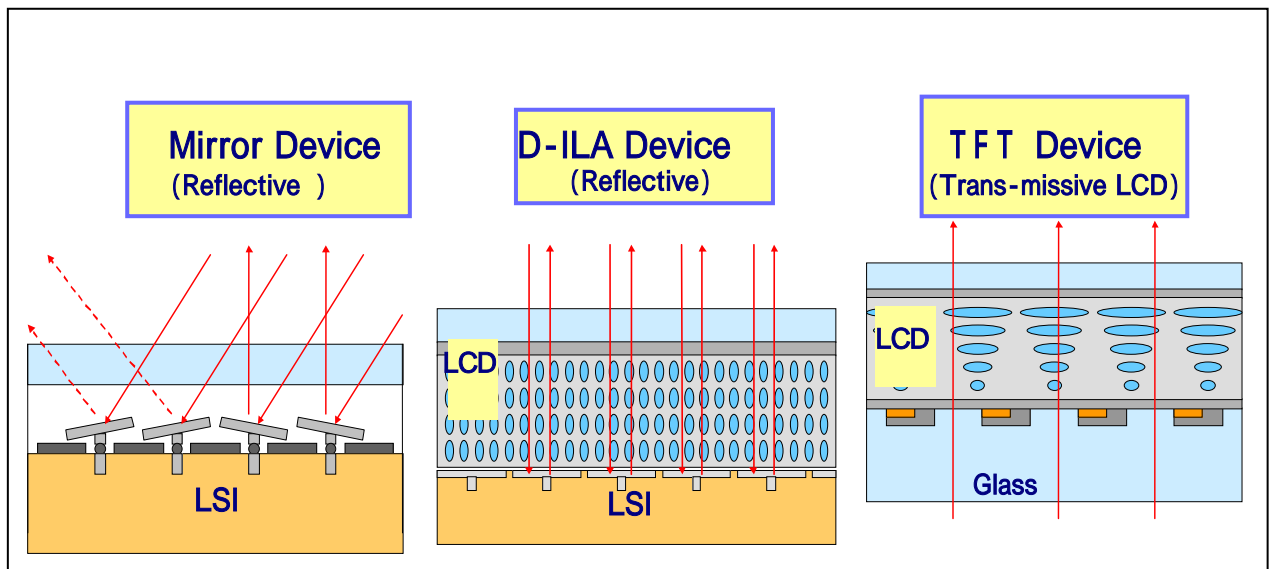 Mirror Device
(Reflective )
D-ILA Device
(Reflective)
TFT Device
(Trans-missive LCD)
LCD
LCD
LSI
LSI
Glass